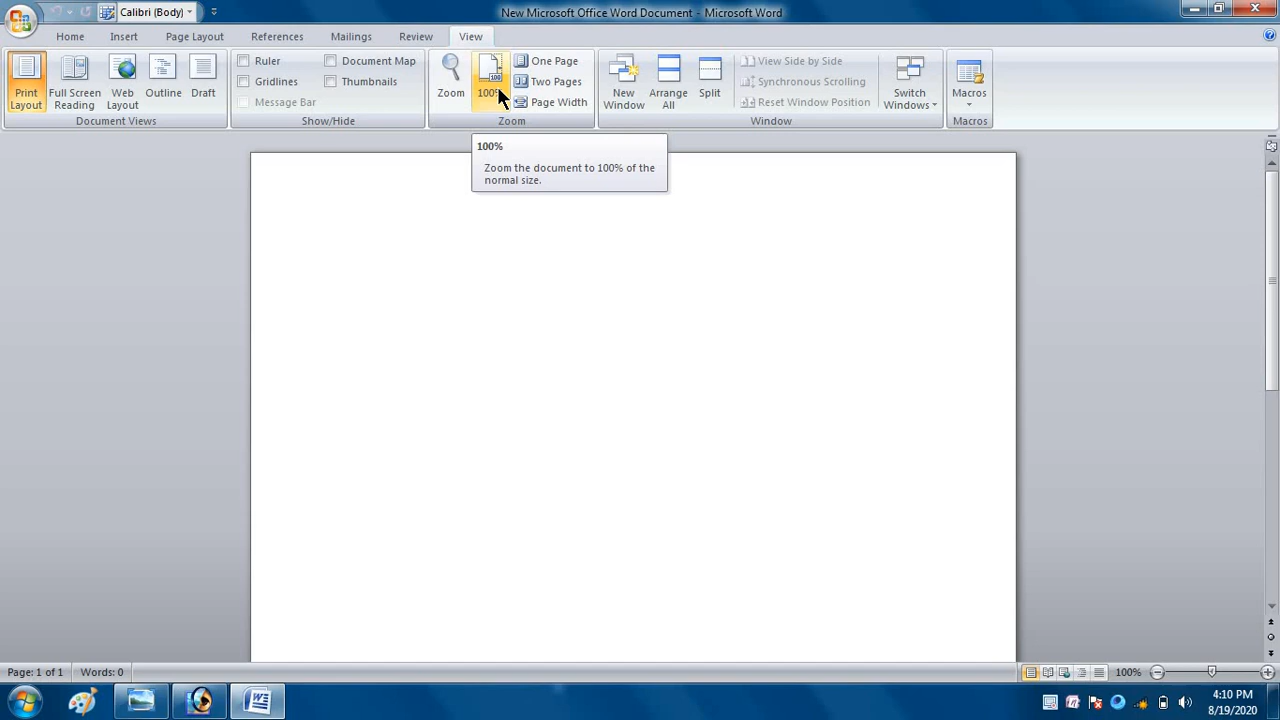 Calibri (Body)
New Microsoft Office Word Document - Microsoft Word
Home Insert Page Layout References Mailings Review View
Print Layout
Full Screen Reading
Web Layout
Outline
Draft
Document Views
Ruler
Gridlines
Message Bar
Document Map
Thumbnails
Show/Hide
Zoom
100%
One Page
Two Pages
Page Width
Zoom
New Window
Arrange All
Split
View Side by Side
Synchronous Scrolling
Reset Window Position
Switch Windows
Window
Macros
Macros
100%
Zoom the document to 100% of the
normal size.
Page: 1 of 1 Words: 0
100%
4:10 PM
8/19/2020